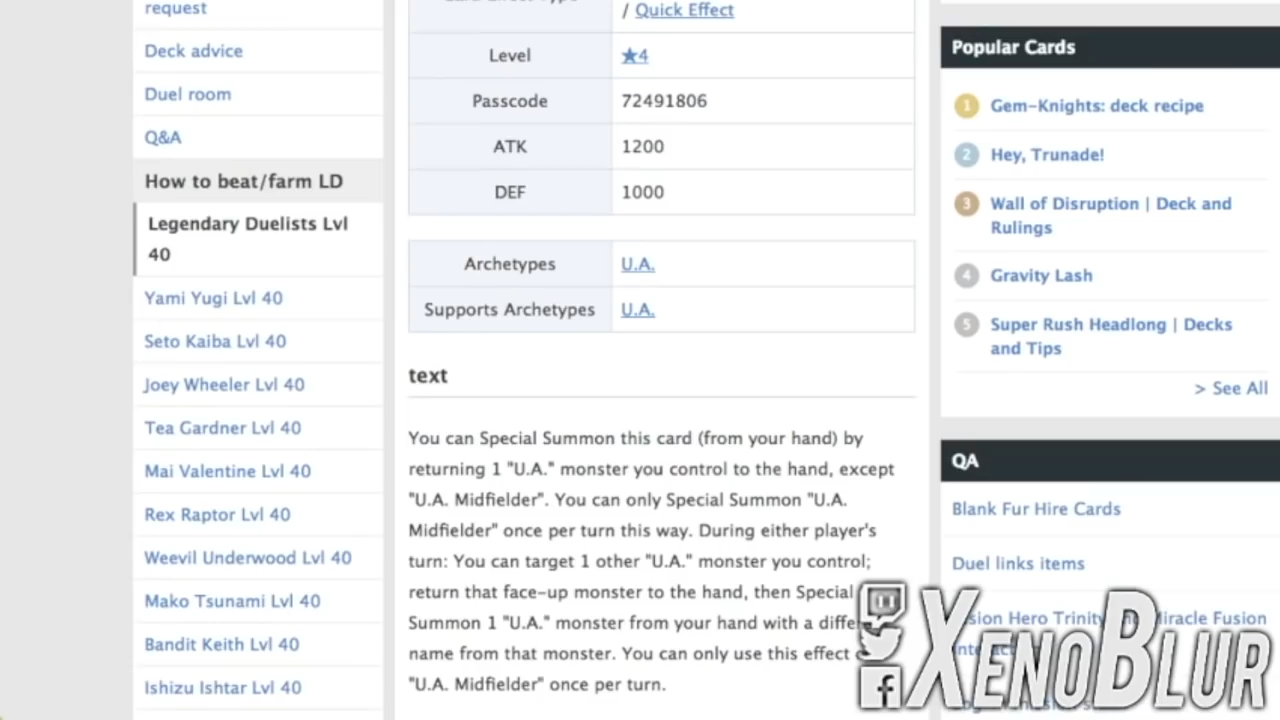 request
Deck advice
Duel room
Q&A
How to beat/farm LD
Legendary Duelists Lvl
40
Yami Yugi Lvl 40
Seto Kaiba Lvl 40
Joey Wheeler Lvl 40
Tea Gardner Lvl 40
Mai Valentine Lvl 40
Rex Raptor Lvl 40
Weevil Underwood Lvl 40
Mako Tsunami Lvl 40
Bandit Keith Lvl 40
Ishizu Ishtar Lvl 40
/ Quick Effect
Level ★4
Passcode 72491806
ATK 1200
DEF 1000
Archetypes U.A.
Supports Archetypes U.A.
text
You can Special Summon this card (from your hand) by
returning 1 "U.A." monster you control to the hand, except
"U.A. Midfielder". You can only Special Summon "U.A.
Midfielder" once per turn this way. During either player's
turn: You can target 1 other "U.A." monster you control;
return that face-up monster to the hand, then Special
Summon 1 "U.A." monster from your hand with a
name from that monster. You can only use this effect
"U.A. Midfielder" once per turn.
Popular Cards
1 Gem-Knights: deck recipe
2 Hey, Trunade!
3 Wall of Disruption | Deck and
Rulings
4 Gravity Lash
5 Super Rush Headlong | Decks
and Tips
> See All
QA
Blank Fur Hire Cards
Duel links items
Hero Trinity Fusion
XENOBLUR